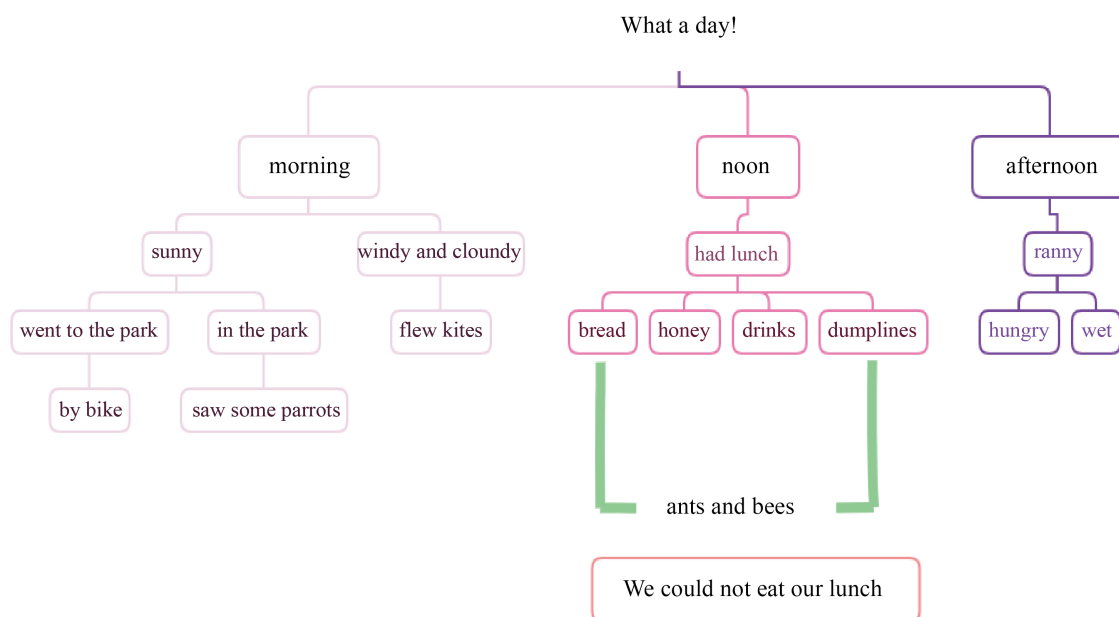 What a day!
morning
noon
afternoon
sunny
windy and cloundy
had lunch
ranny
went to the park
in the park
flew kites
bread
honey
drinks
dumplines
hungry
wet
by bike
saw some parrots
ants and bees
We could not eat our lunch